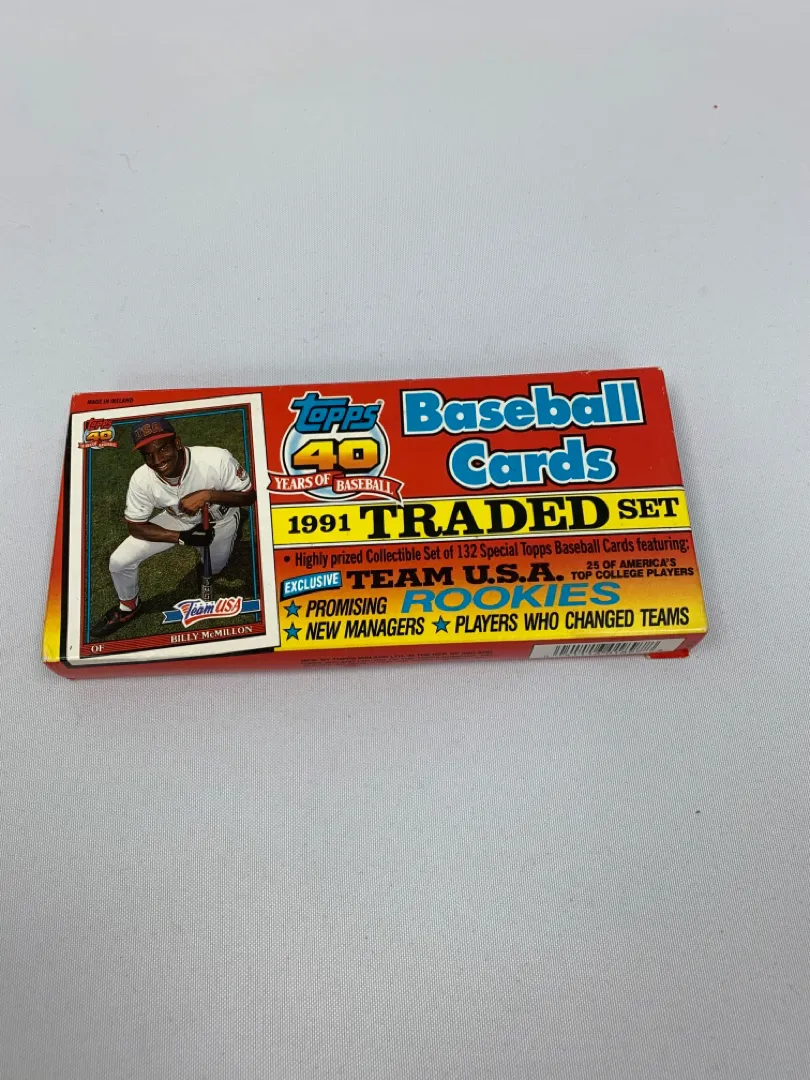 MADE IN IRELAND
Topps
40
Topps
40
YEARS OF BASEBALL
Baseball
Cards
1991 TRADED SET
• Highly prized Collectible Set of 132 Special Topps Baseball Cards featuring:
EXCLUSIVE TEAM U.S.A. 25 OF AMERICA'S
TOP COLLEGE PLAYERS
★ PROMISING ROOKIES
★ NEW MANAGERS ★ PLAYERS WHO CHANGED TEAMS
USA
Team USA
OF BILLY McMILLON